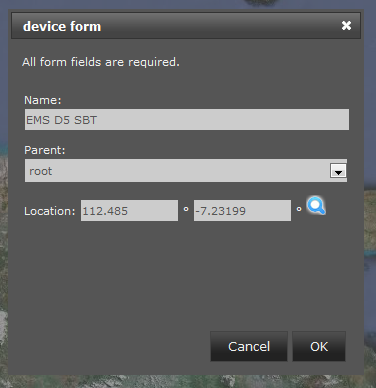 device form
All form fields are required.
Name:
EMS D5 SBT
Parent:
root
Location: 112.485 ° -7.23199 °
Cancel OK